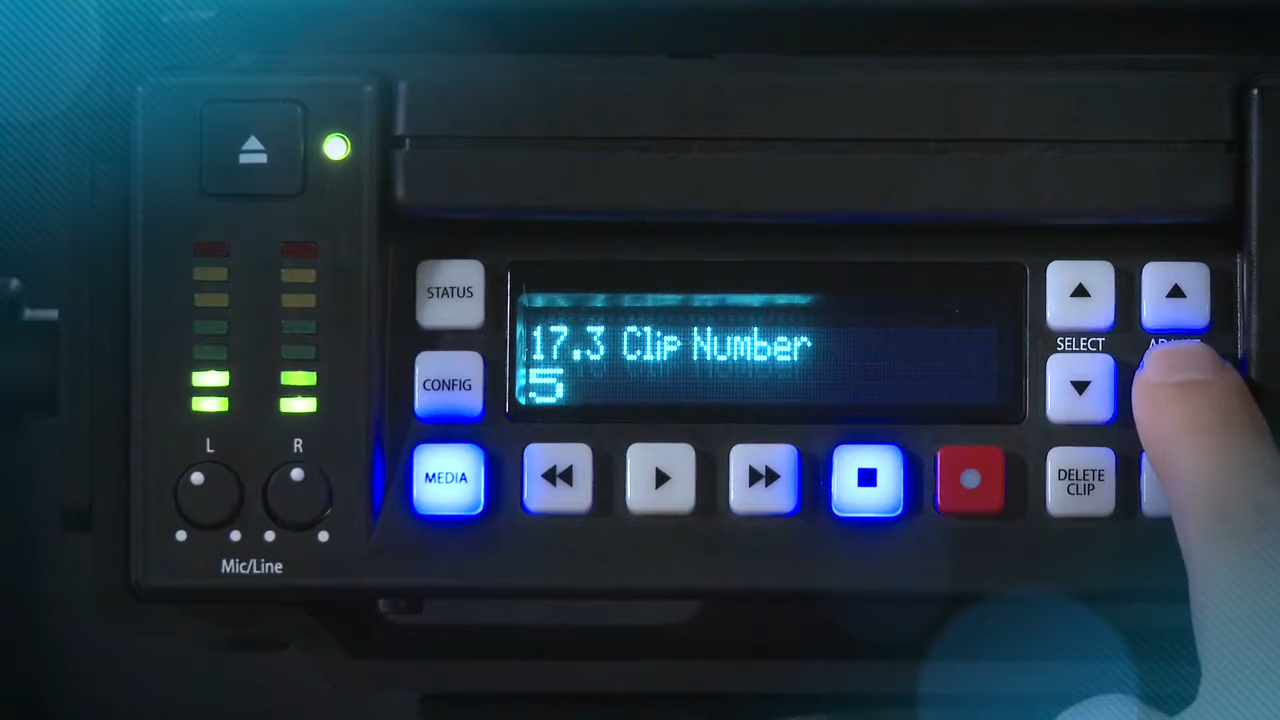 STATUS
17.3 Clip Number
5
CONFIG
SELECT
MEDIA
DELETE
CLIP
L
R
Mic/Line